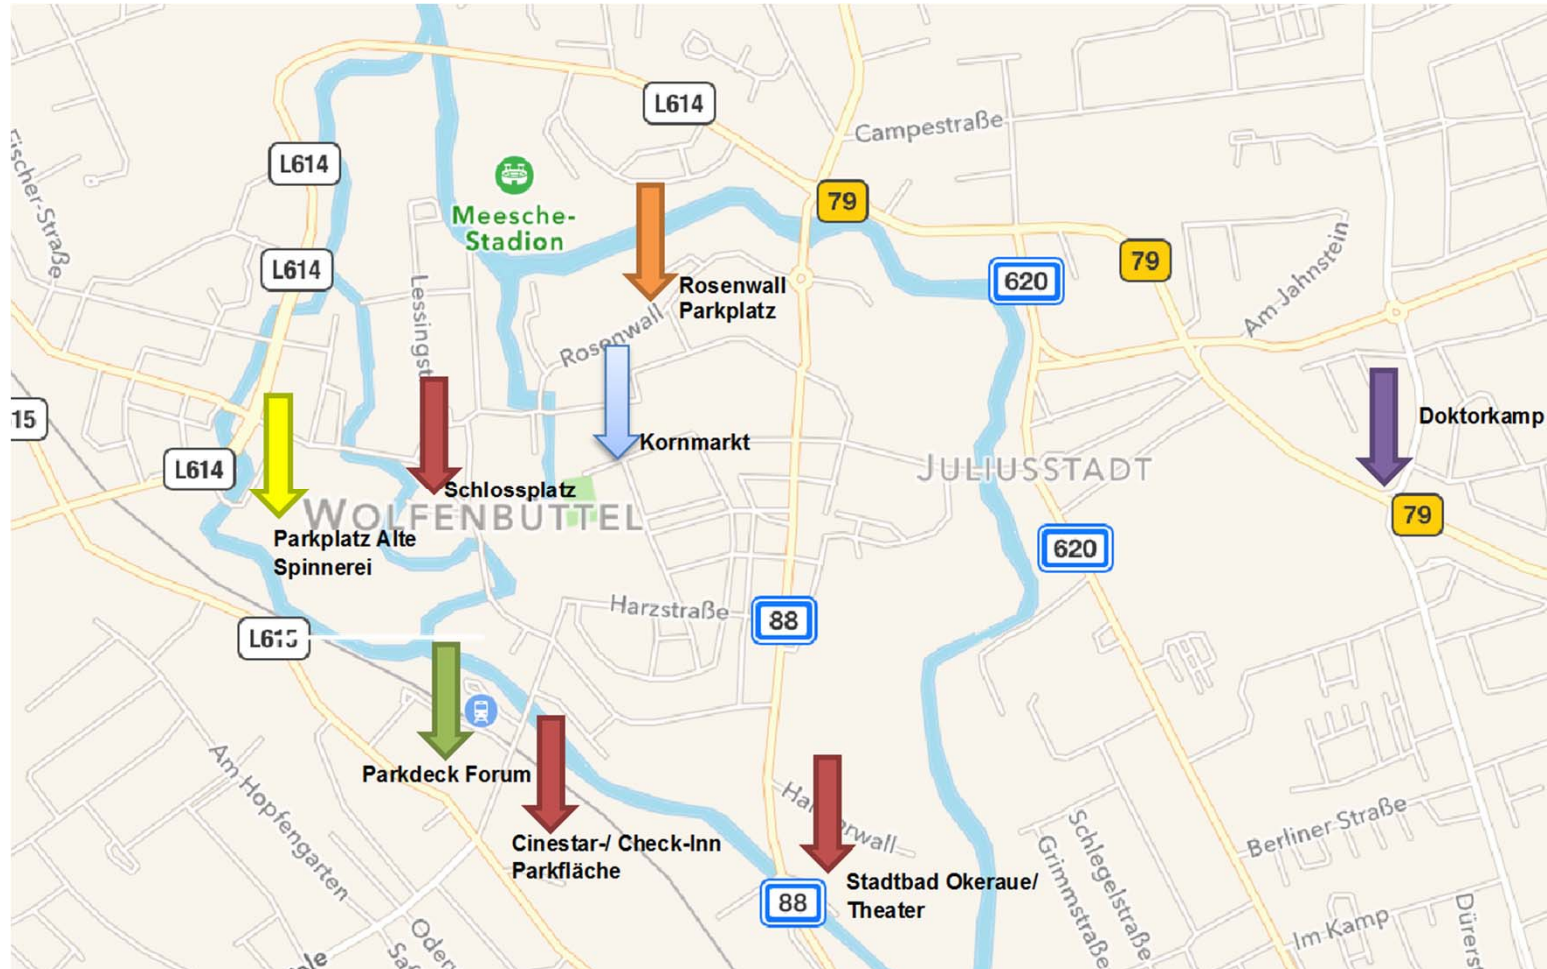 L614
Campestraße
L614
79
Meesche-
Stadion
L614
79
620
Am Jahnstein
Rosenwall
Parkplatz
Rosenwall
15
Doktorkamp
Kornmarkt
L614
JULIUSSTADT
Schlossplatz
WOLFENBÜTTEL
79
Parkplatz Alte
Spinnerei
620
Harzstraße
88
L615
Parkdeck Forum
Am Hopfengarten
Cinestar-/ Check-Inn
Parkfläche
Berliner Straße
Schlegelstraße
Grimmstraße
Stadtbad Okeraue/
Theater
88
Im Kamp